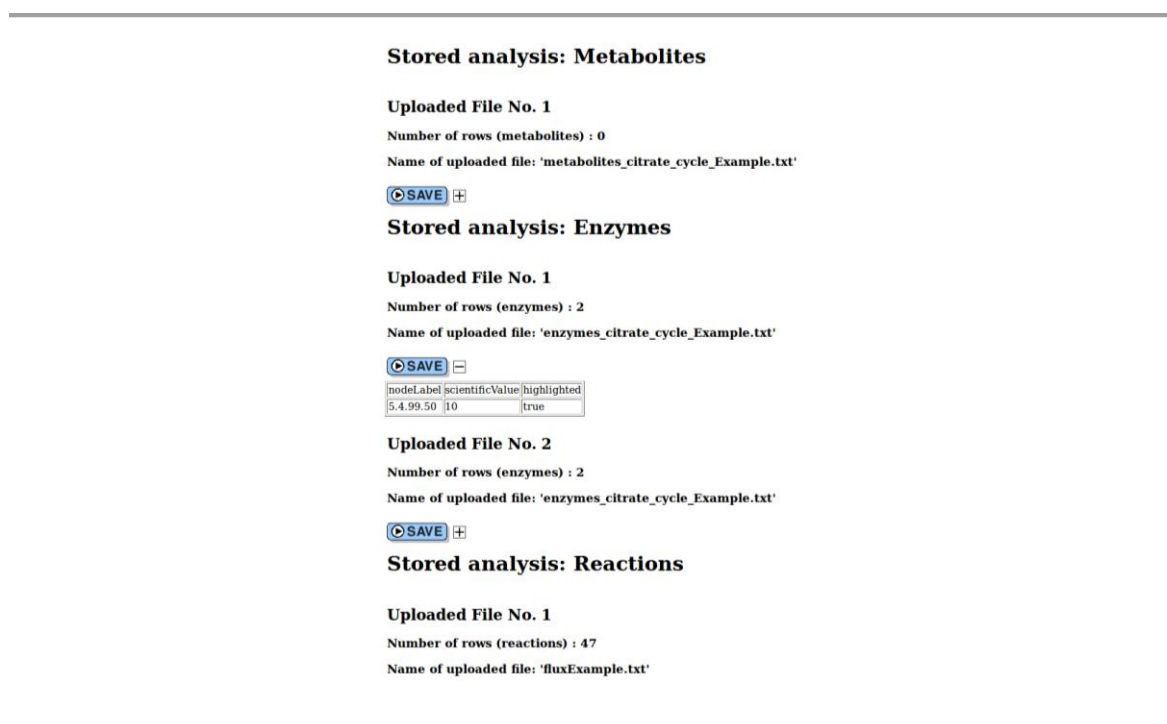 Stored analysis: Metabolites
Uploaded File No. 1
Number of rows (metabolites) : 0
Name of uploaded file: 'metabolites_citrate_cycle_Example.txt'
SAVE
Stored analysis: Enzymes
Uploaded File No. 1
Number of rows (enzymes) : 2
Name of uploaded file: 'enzymes_citrate_cycle_Example.txt'
SAVE
nodeLabel scientificValue highlighted
5.4.99.50 10 true
Uploaded File No. 2
Number of rows (enzymes) : 2
Name of uploaded file: 'enzymes_citrate_cycle_Example.txt'
SAVE
Stored analysis: Reactions
Uploaded File No. 1
Number of rows (reactions) : 47
Name of uploaded file: 'fluxExample.txt'